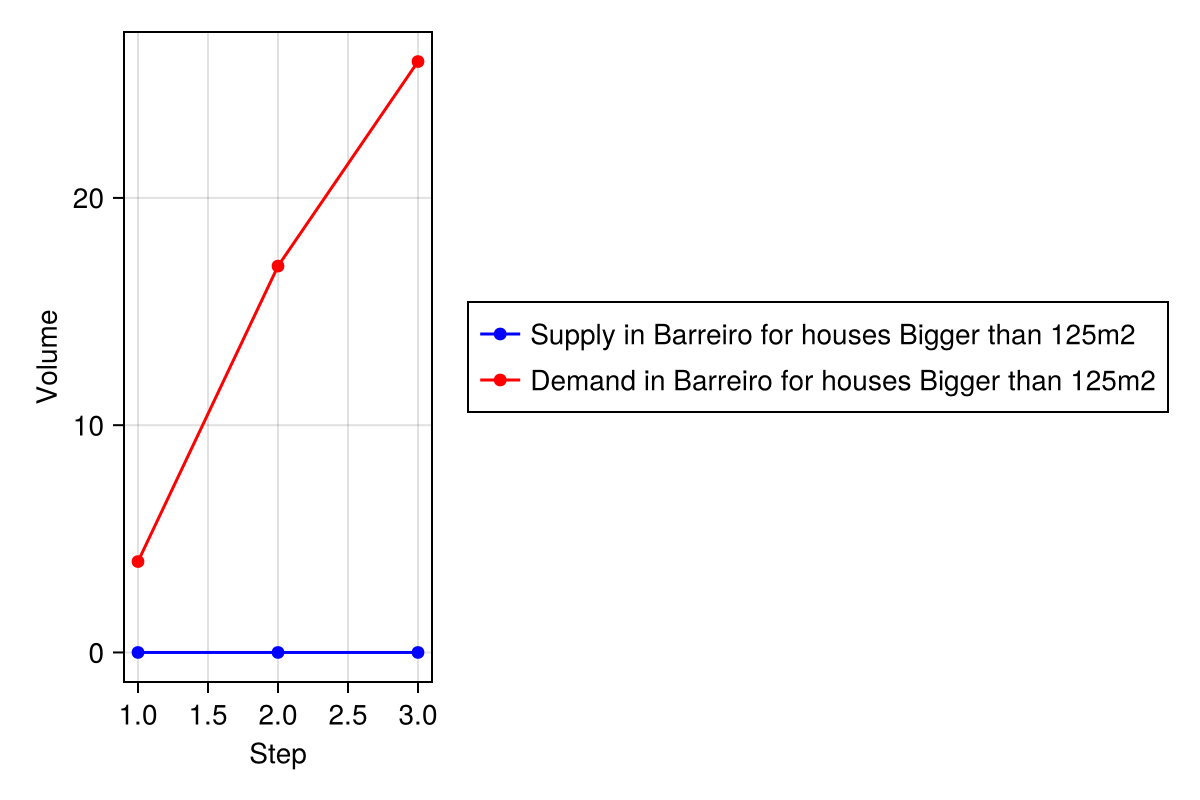 20
10
0
Volume
1.0 1.5 2.0 2.5 3.0
Step
Supply in Barreiro for houses Bigger than 125m2
Demand in Barreiro for houses Bigger than 125m2